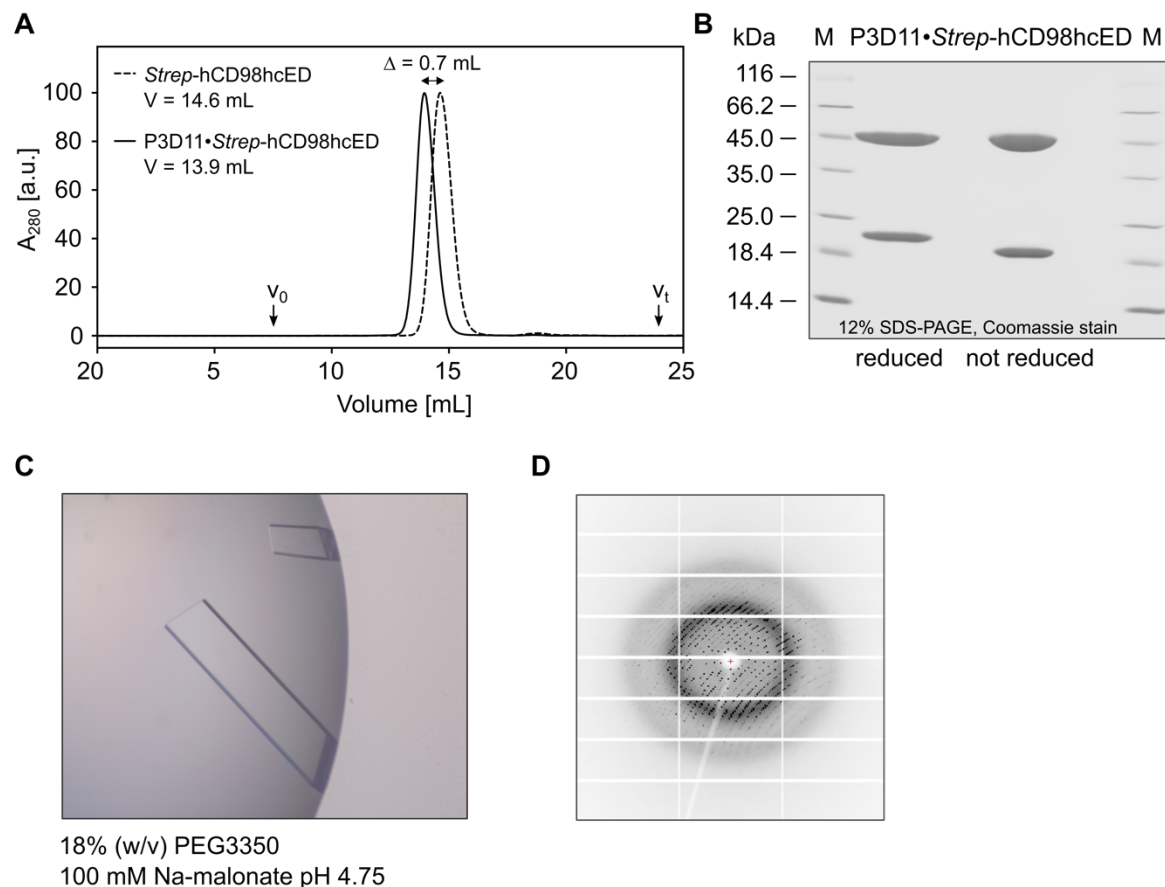 A
Strep-hCD98hcED
V = 14.6 mL
P3D11•Strep-hCD98hcED
V = 13.9 mL
Δ = 0.7 mL
100
80
60
40
20
0
A280 [a.u.]
v0
vt
20
5
10
15
20
25
Volume [mL]
B
kDa
M
P3D11•Strep-hCD98hcED
M
116
66.2
45.0
35.0
25.0
18.4
14.4
12% SDS-PAGE, Coomassie stain
reduced
not reduced
C
18% (w/v) PEG3350
100 mM Na-malonate pH 4.75
D